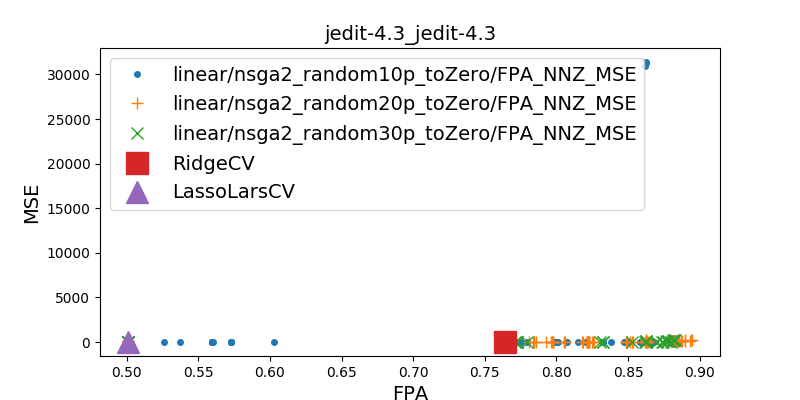 jedit-4.3_jedit-4.3
linear/nsga2_random10p_toZero/FPA_NNZ_MSE
linear/nsga2_random20p_toZero/FPA_NNZ_MSE
linear/nsga2_random30p_toZero/FPA_NNZ_MSE
RidgeCV
LassoLarsCV
MSE
30000
25000
20000
15000
10000
5000
0
0.50 0.55 0.60 0.65 0.70 0.75 0.80 0.85 0.90
FPA